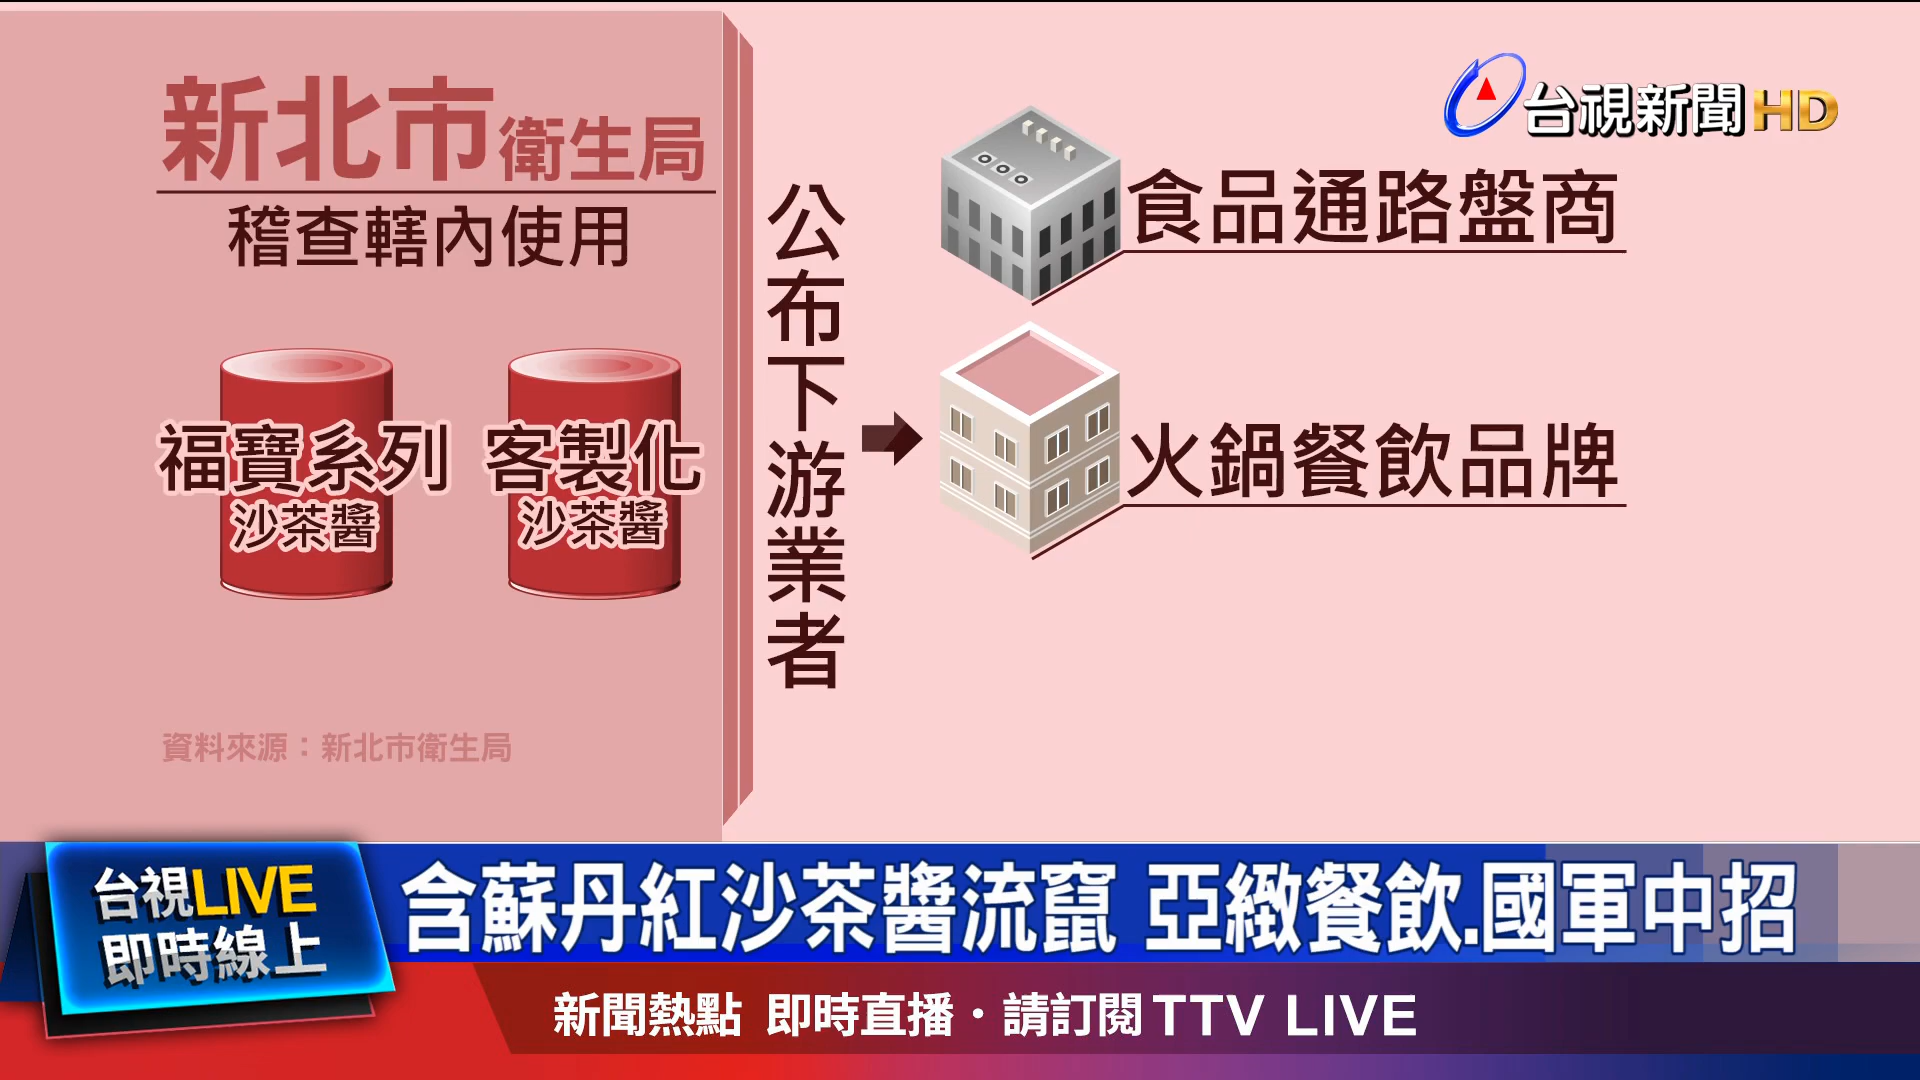 新北市衛生局
稽查轄內使用
福寶系列
沙茶醬
客製化
沙茶醬
資料來源：新北市衛生局
公布下游業者
食品通路盤商
火鍋餐飲品牌
台視新聞HD
台視LIVE
即時線上
含蘇丹紅沙茶醬流竄 亞緻餐飲.國軍中招
新聞熱點 即時直播·請訂閱TTV LIVE